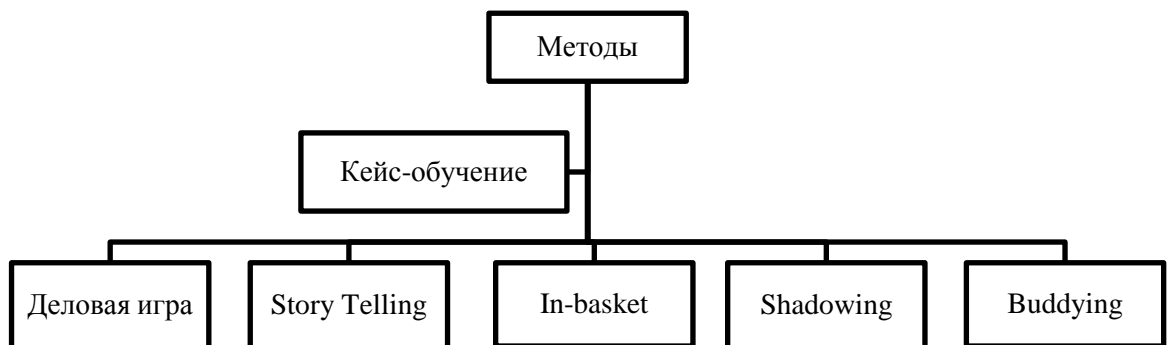 Методы
Кейс-обучение
Деловая игра
Story Telling
In-basket
Shadowing
Buddying